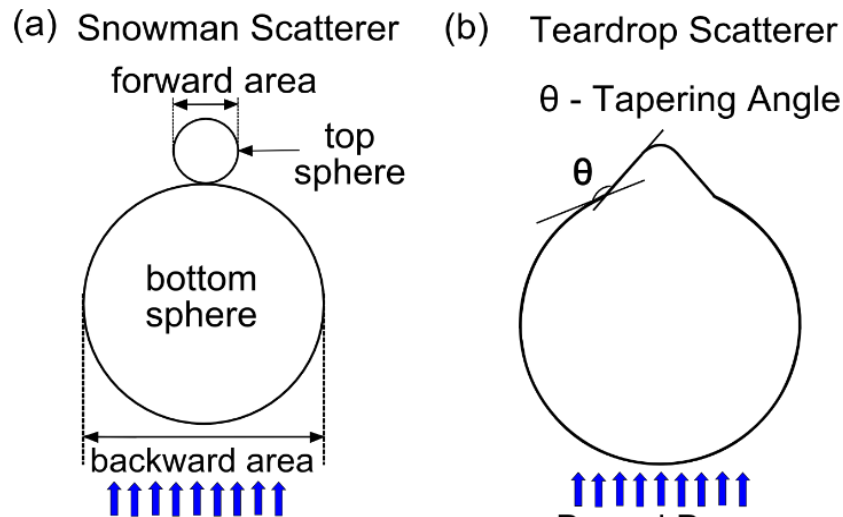 (a) Snowman Scatterer
forward area
top
sphere
bottom
sphere
backward area
(b) Teardrop Scatterer
θ - Tapering Angle
θ